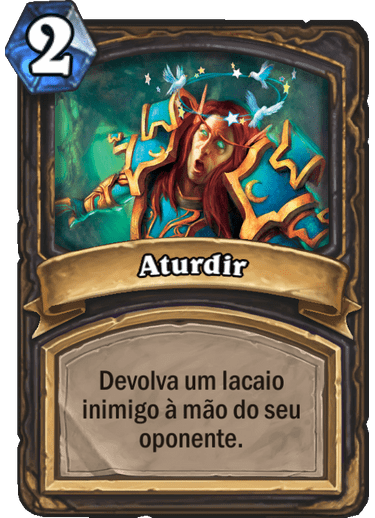 2
Aturdir
Devolva um lacaio
inimigo à mão do seu
oponente.